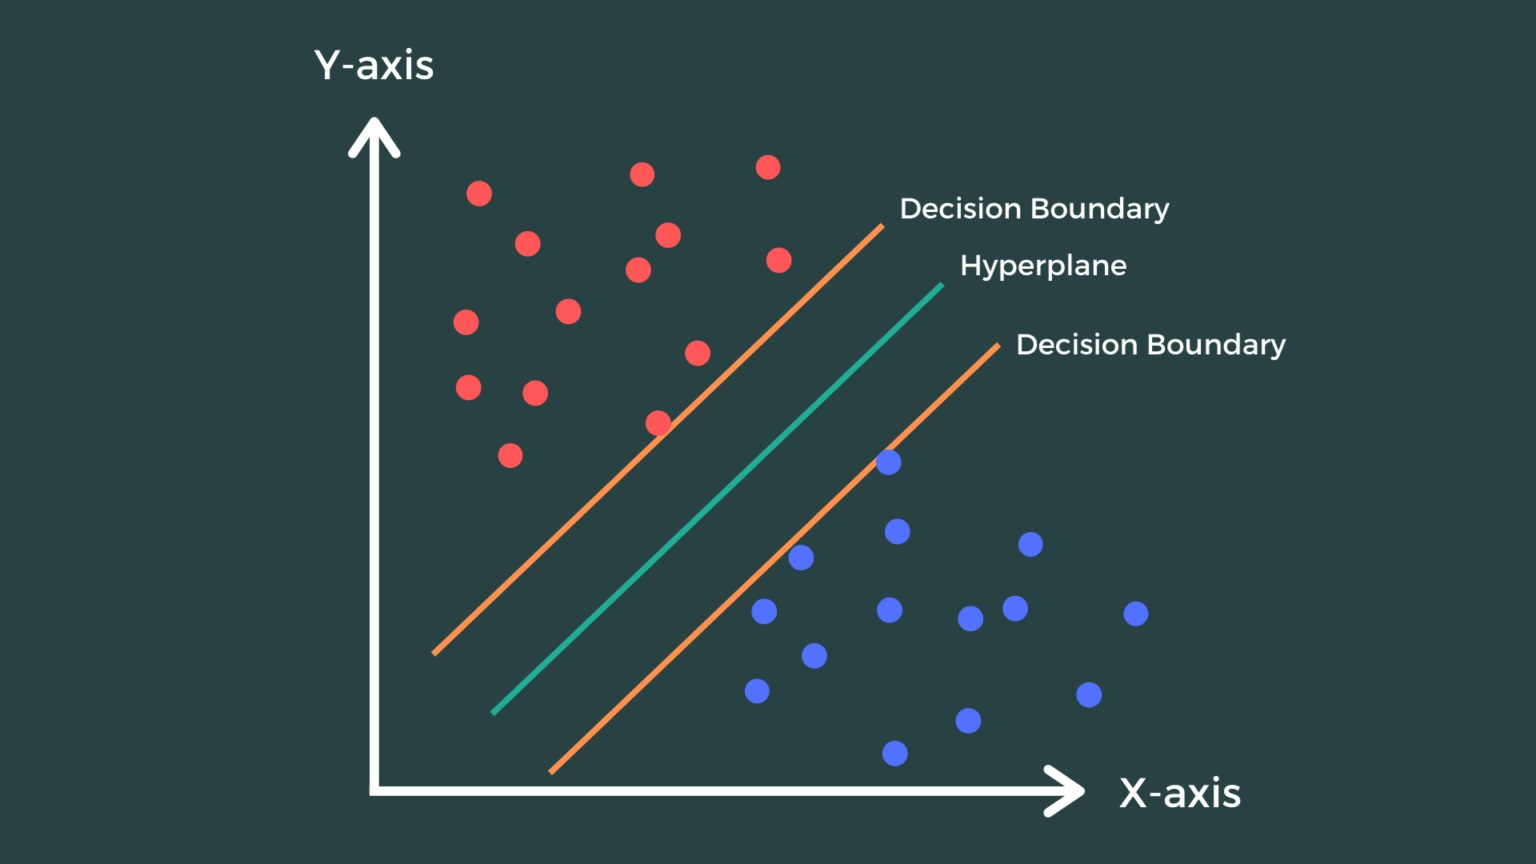 Y-axis
Decision Boundary
Hyperplane
Decision Boundary
X-axis